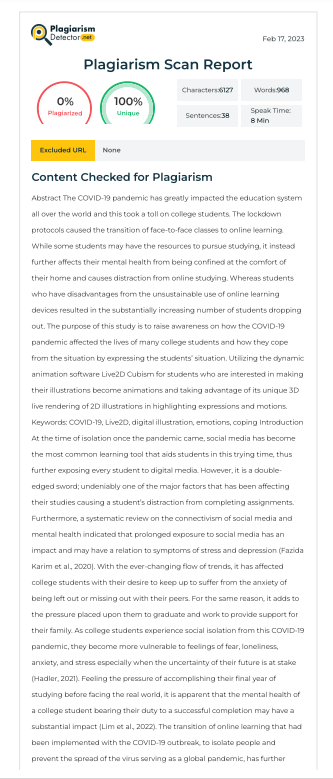 Plagiarism
Detector.net
Feb 17, 2023
Plagiarism Scan Report
0%
Plagiarized
100%
Unique
Characters:6127
Words:968
Sentences:38
Speak Time:
8 Min
Excluded URL
None
Content Checked for Plagiarism
Abstract The COVID-19 pandemic has greatly impacted the education system
all over the world and this took a toll on college students. The lockdown
protocols caused the transition of face-to-face classes to online learning.
While some students may have the resources to pursue studying, it instead
further affects their mental health from being confined at the comfort of
their home and causes distraction from online studying. Whereas students
who have disadvantages from the unsustainable use of online learning
devices resulted in the substantially increasing number of students dropping
out. The purpose of this study is to raise awareness on how the COVID-19
pandemic affected the lives of many college students and how they cope
from the situation by expressing the students' situation. Utilizing the dynamic
animation software Live2D Cubism for students who are interested in making
their illustrations become animations and taking advantage of its unique 3D
live rendering of 2D illustrations in highlighting expressions and motions.
Keywords: COVID-19, Live2D, digital illustration, emotions, coping Introduction
At the time of isolation once the pandemic came, social media has become
the most common learning tool that aids students in this trying time, thus
further exposing every student to digital media. However, it is a double-
edged sword; undeniably one of the major factors that has been affecting
their studies causing a student's distraction from completing assignments.
Furthermore, a systematic review on the connectivism of social media and
mental health indicated that prolonged exposure to social media has an
impact and may have a relation to symptoms of stress and depression (Fazida
Karim et al., 2020). With the ever-changing flow of trends, it has affected
college students with their desire to keep up to suffer from the anxiety of
being left out or missing out with their peers. For the same reason, it adds to
the pressure placed upon them to graduate and work to provide support for
their family. As college students experience social isolation from this COVID-19
pandemic, they become more vulnerable to feelings of fear, loneliness,
anxiety, and stress especially when the uncertainty of their future is at stake
(Hadler, 2021). Feeling the pressure of accomplishing their final year of
studying before facing the real world, it is apparent that the mental health of
a college student bearing their duty to a successful completion may have a
substantial impact (Lim et al., 2022). The transition of online learning that had
been implemented with the COVID-19 outbreak, to isolate people and
prevent the spread of the virus serving as a global pandemic, has further